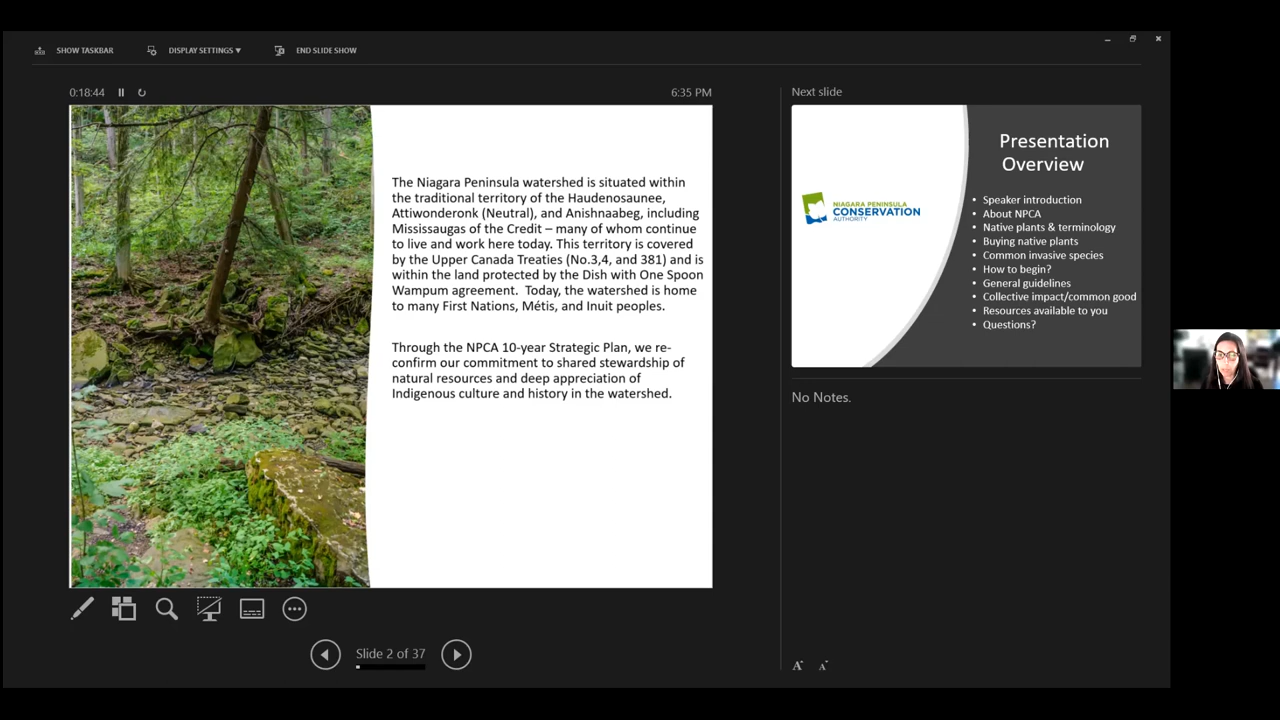 SHOW TASKBAR
DISPLAY SETTINGS ▾
END SLIDE SHOW
0:18:44
6:35 PM
The Niagara Peninsula watershed is situated within
the traditional territory of the Haudenosaunee,
Attiwonderonk (Neutral), and Anishnaabeg, including
Mississaugas of the Credit – many of whom continue
to live and work here today. This territory is covered
by the Upper Canada Treaties (No.3,4, and 381) and is
within the land protected by the Dish with One Spoon
Wampum agreement.  Today, the watershed is home
to many First Nations, Métis, and Inuit peoples.
Through the NPCA 10-year Strategic Plan, we re-
confirm our commitment to shared stewardship of
natural resources and deep appreciation of
Indigenous culture and history in the watershed.
Slide 2 of 37
Next slide
Presentation
Overview
NIAGARA PENINSULA
CONSERVATION
AUTHORITY
• Speaker introduction
• About NPCA
• Native plants & terminology
• Buying native plants
• Common invasive species
• How to begin?
• General guidelines
• Collective impact/common good
• Resources available to you
• Questions?
No Notes.
A A